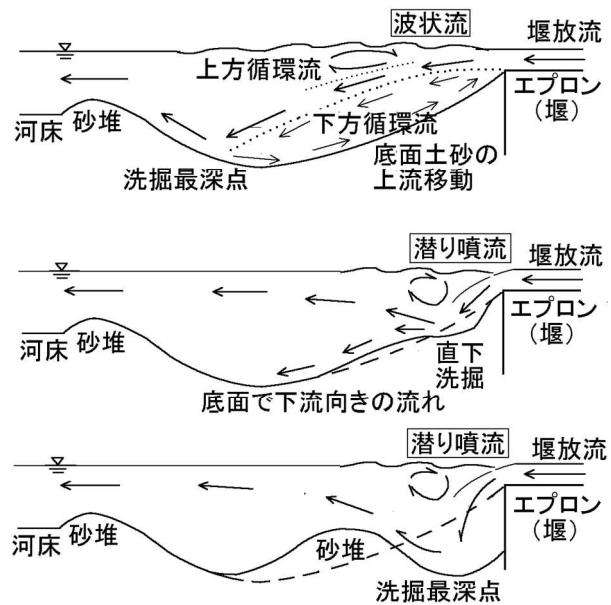 波状流
堰放流
上方循環流
エプロン
(堰)
下方循環流
河床
砂堆
底面土砂の
上流移動
洗掘最深点
潜り噴流
堰放流
エプロン
(堰)
河床
砂堆
直下
洗掘
底面で下流向きの流れ
潜り噴流
堰放流
エプロン
(堰)
河床
砂堆
砂堆
洗掘最深点